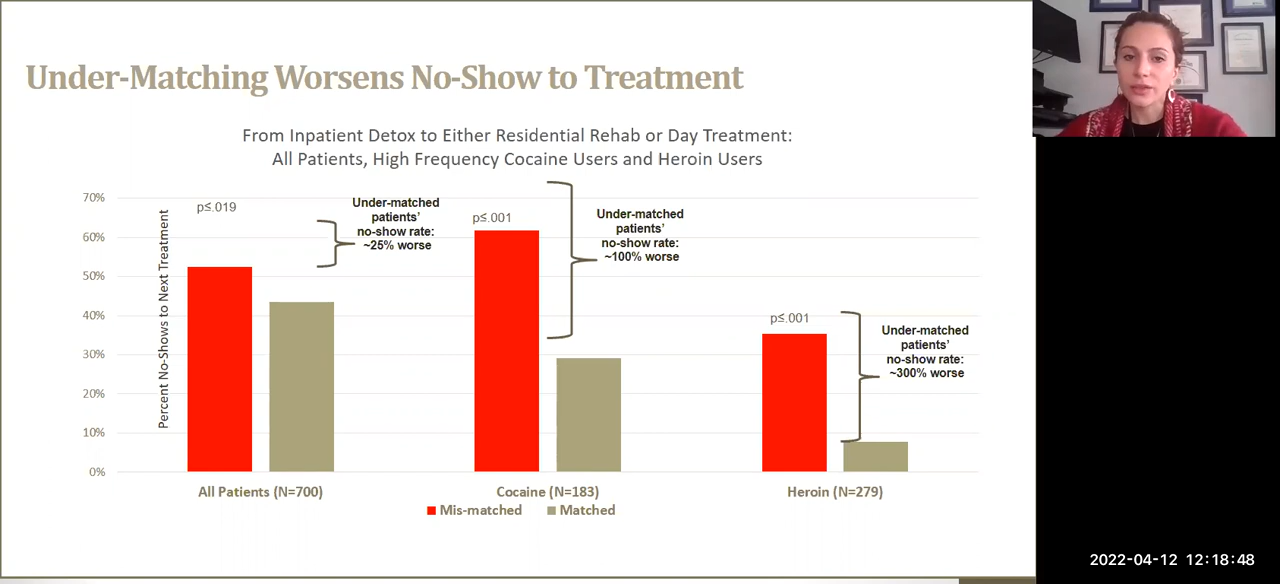 Under-Matching Worsens No-Show to Treatment
From Inpatient Detox to Either Residential Rehab or Day Treatment:
All Patients, High Frequency Cocaine Users and Heroin Users
Percent No-Shows to Next Treatment
70%
60%
50%
40%
30%
20%
10%
0%
p≤.019
Under-matched
patients’
no-show rate:
~25% worse
p≤.001
Under-matched
patients’
no-show rate:
~100% worse
p≤.001
Under-matched
patients’
no-show rate:
~300% worse
All Patients (N=700)
Cocaine (N=183)
Heroin (N=279)
Mis-matched
Matched
2022-04-12 12:18:48